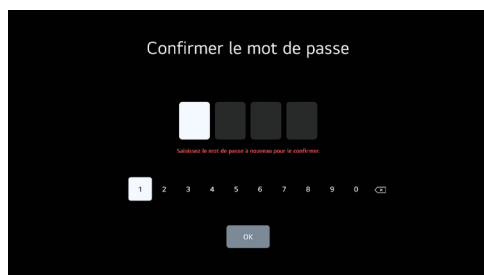 Confirmer le mot de passe
Saisissez le mot de passe à nouveau pour le confirmer.
1 2 3 4 5 6 7 8 9 0
OK